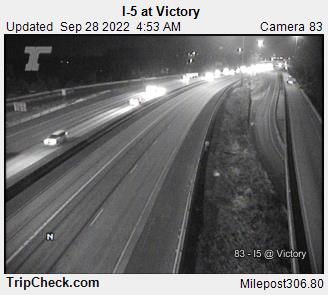 I-5 at Victory
Updated Sep 28 2022 4:53 AM Camera 83
T
N
83 - I5 @ Victory
TripCheck.com Milepost306.80